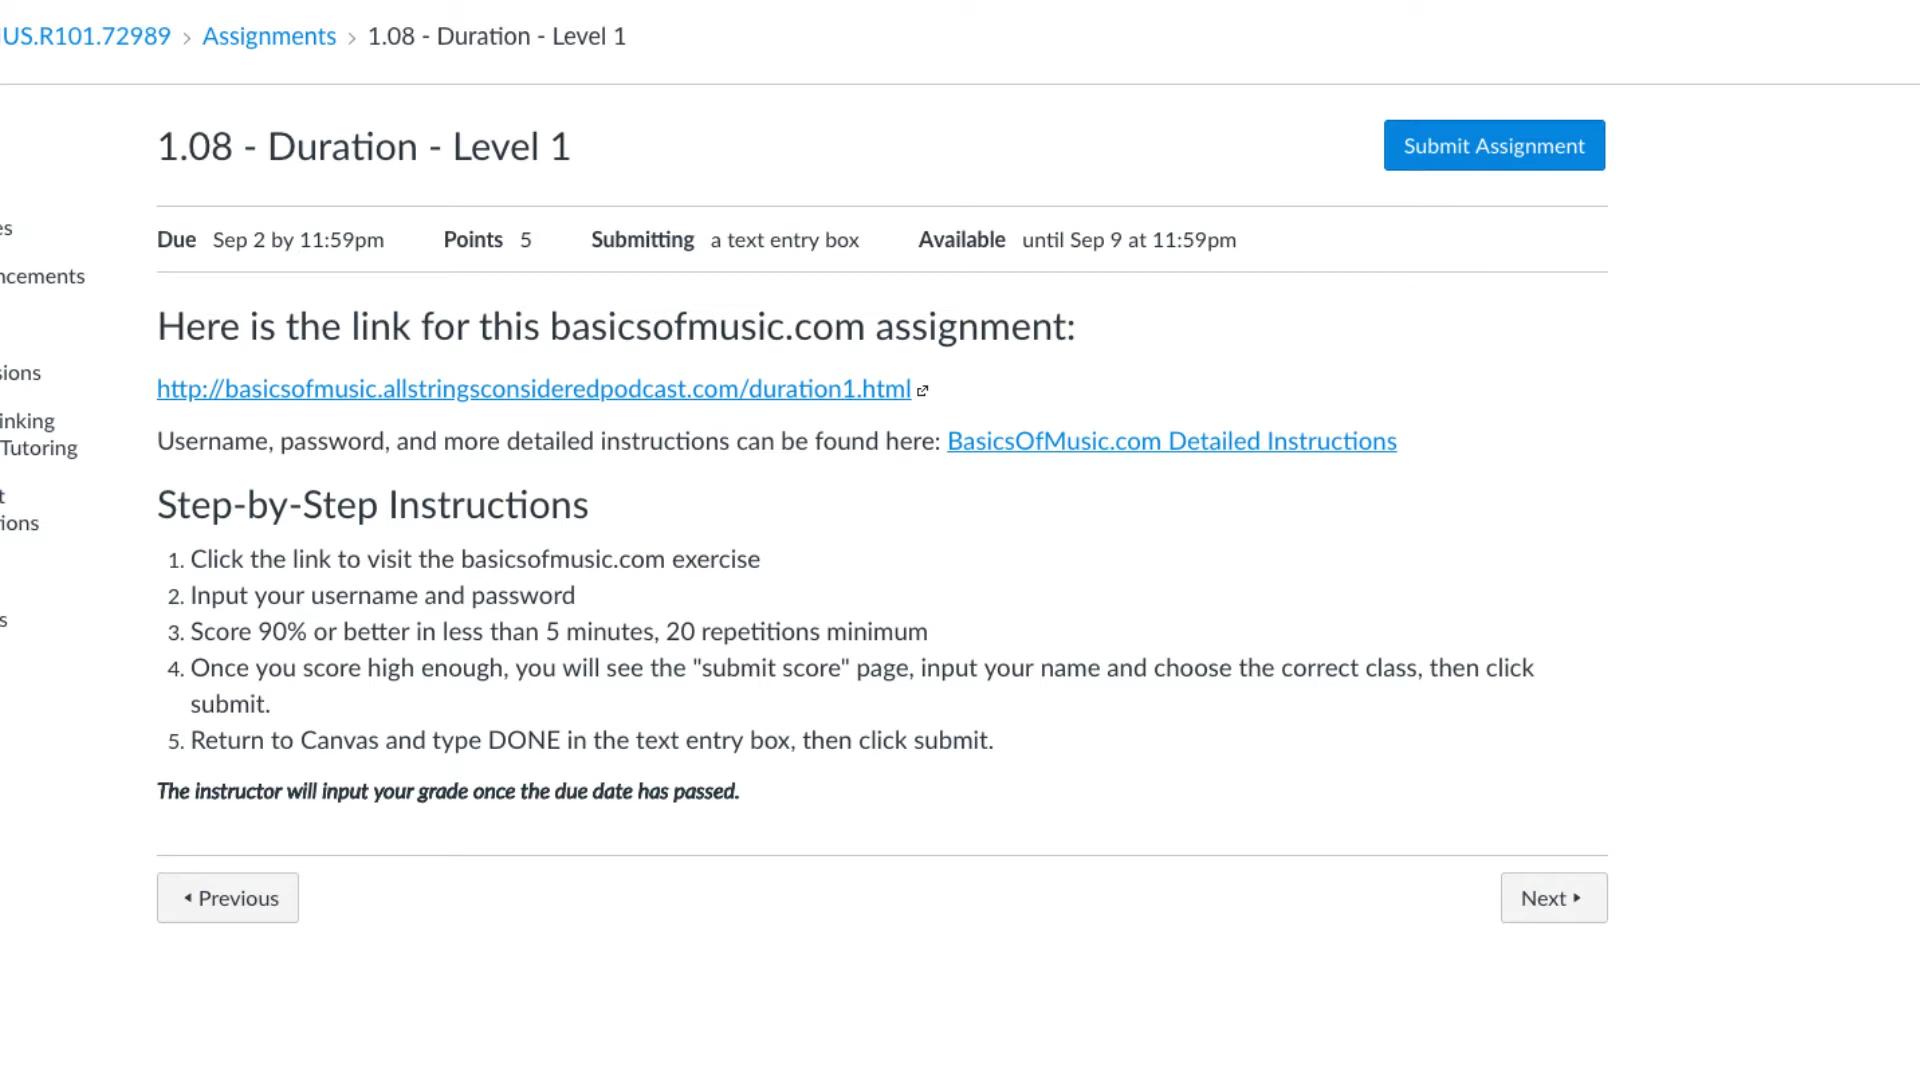 IUS.R101.72989 › Assignments › 1.08 - Duration - Level 1
1.08 - Duration - Level 1
Submit Assignment
Due Sep 2 by 11:59pm Points 5 Submitting a text entry box Available until Sep 9 at 11:59pm
es
ncements
sions
inking
Tutoring
t
ions
s
Here is the link for this basicsofmusic.com assignment:
http://basicsofmusic.allstringsconsideredpodcast.com/duration1.html
Username, password, and more detailed instructions can be found here: BasicsOfMusic.com Detailed Instructions
Step-by-Step Instructions
1. Click the link to visit the basicsofmusic.com exercise
2. Input your username and password
3. Score 90% or better in less than 5 minutes, 20 repetitions minimum
4. Once you score high enough, you will see the "submit score" page, input your name and choose the correct class, then click
submit.
5. Return to Canvas and type DONE in the text entry box, then click submit.
The instructor will input your grade once the due date has passed.
Previous
Next